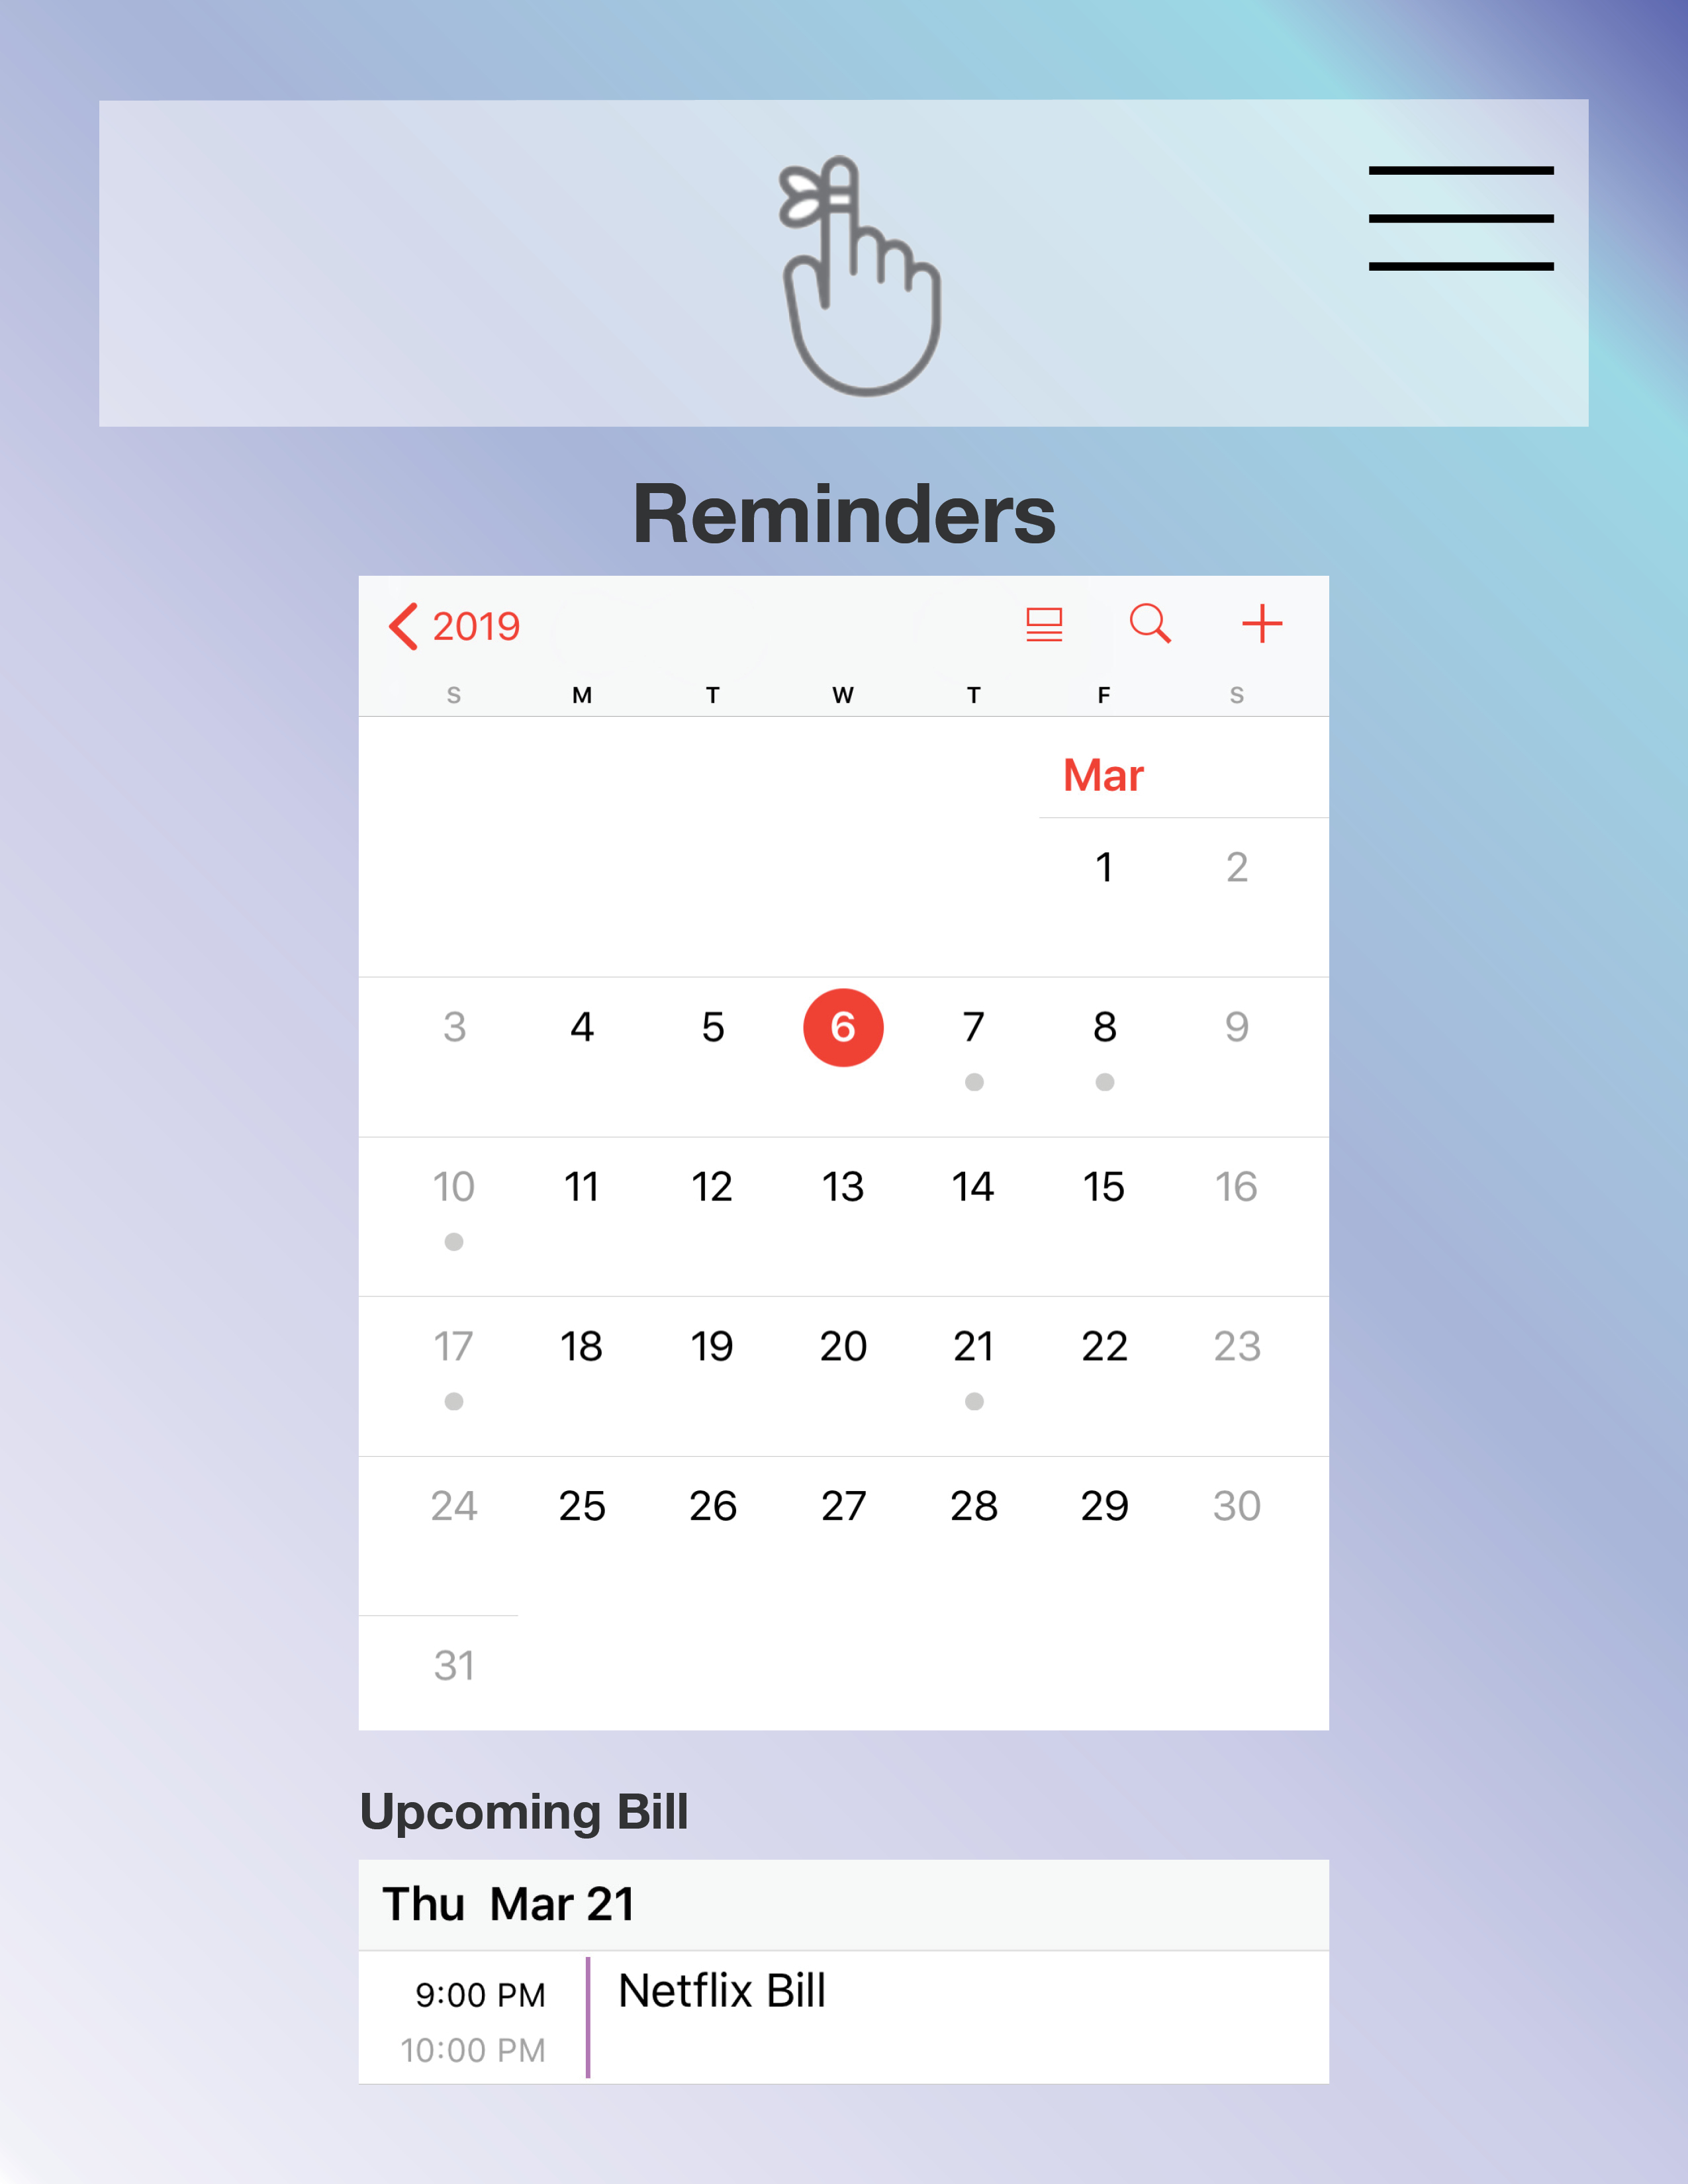 Reminders
2019
S M T W T F S
Mar
1 2
3 4 5 6 7 8 9
10 11 12 13 14 15 16
17 18 19 20 21 22 23
24 25 26 27 28 29 30
31
Upcoming Bill
Thu Mar 21
9:00 PM Netflix Bill
10:00 PM